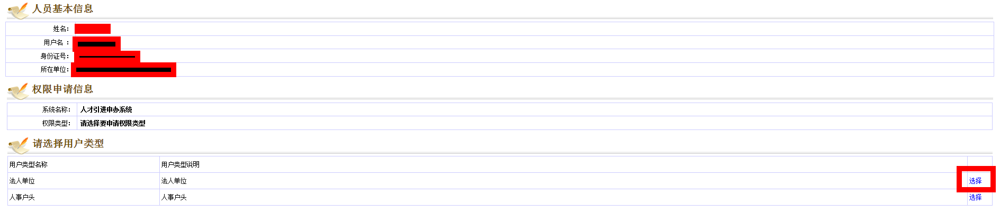 人员基本信息
姓名：
用户名 ：
身份证号：
所在单位：
权限申请信息
系统名称： 人才引进申办系统
权限类型： 请选择要申请权限类型
请选择用户类型
用户类型名称 用户类型说明
法人单位 法人单位 选择
人事户头 人事户头 选择